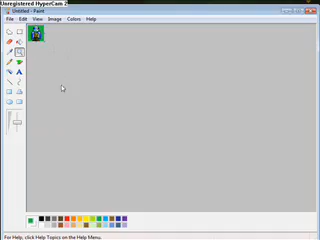 Unregistered HyperCam 2
Untitled - Paint
File Edit View Image Colors Help
For Help, click Help Topics on the Help Menu.